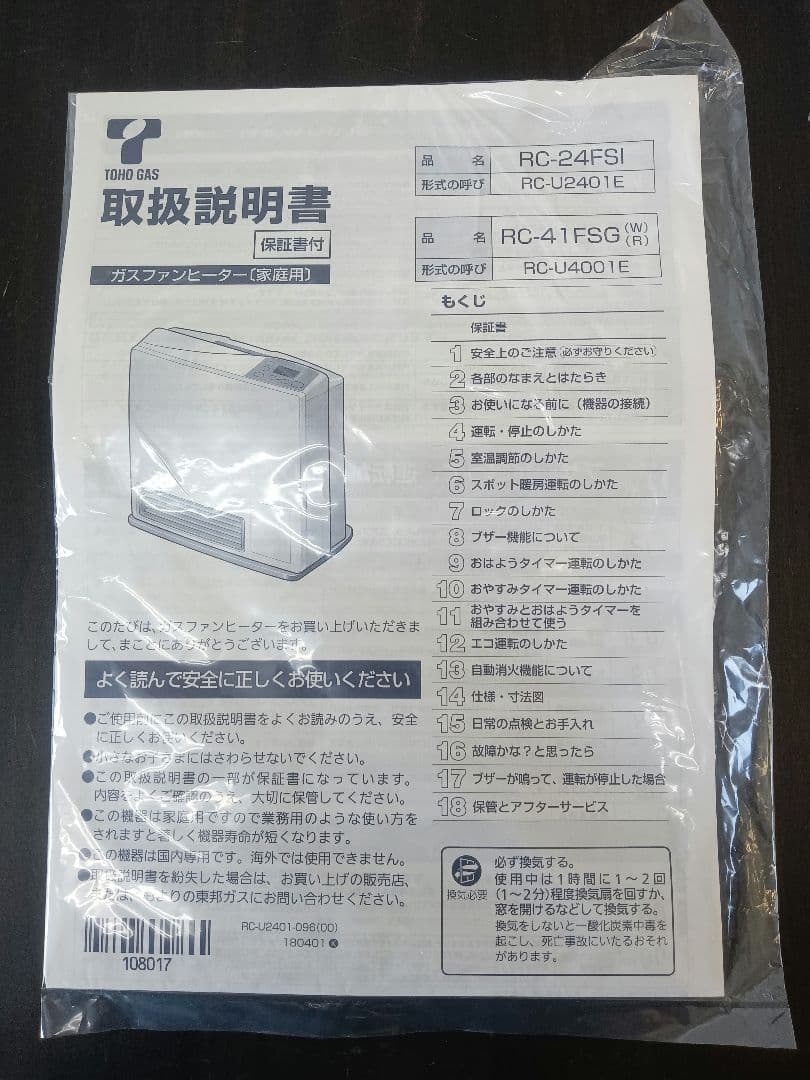 TOHO GAS
取扱説明書
保証書付
ガスファンヒーター〔家庭用〕
品名 RC-24FSI
形式の呼び RC-U2401E
品名 RC-41FSG (W) (R)
形式の呼び RC-U4001E
もくじ
保証書
1 安全上のご注意 必ずお守りください
2 各部のなまえとはたらき
3 お使いになる前に（機器の接続）
4 運転・停止のしかた
5 室温調節のしかた
6 スポット暖房運転のしかた
7 ロックのしかた
8 ブザー機能について
9 おはようタイマー運転のしかた
10 おやすみタイマー運転のしかた
11 おやすみとおはようタイマーを
組み合わせて使う
12 エコ運転のしかた
13 自動消火機能について
14 仕様・寸法図
15 日常の点検とお手入れ
16 故障かな？と思ったら
17 ブザーが鳴って、運転が停止した場合
18 保管とアフターサービス
このたびは、ガスファンヒーターをお買い上げいただきま
して、まことにありがとうございます。
よく読んで安全に正しくお使いください
●ご使用前にこの取扱説明書をよくお読みのうえ、安全
に正しくお使いください。
●小さなお子さまにはさわらせないでください。
●この取扱説明書の一部が保証書になっています。
内容をよくご確認のうえ、大切に保管してください。
●この機器は家庭用ですので業務用のような使い方を
されますと著しく機器寿命が短くなります。
●この機器は国内専用です。海外では使用できません。
●取扱説明書を紛失した場合は、お買い上げの販売店、
または、もよりの東邦ガスにお問い合わせください。
108017
RC-U2401-096(00)
180401 K
換気必要
必ず換気する。
使用中は1時間に1～2回
(1～2分)程度換気扇を回すか、
窓を開けるなどして換気する。
換気をしないと一酸化炭素中毒を
起こし、死亡事故にいたるおそれ
があります。